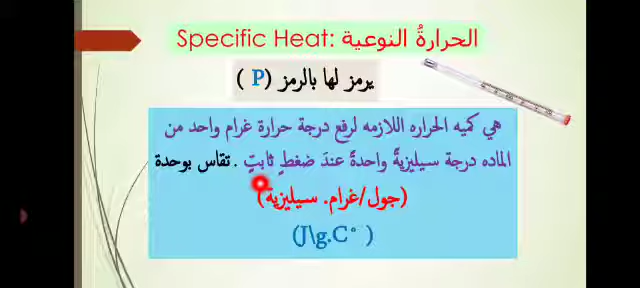 الحرارةُ النوعية :Specific Heat
يرمز لها بالرمز (P )
هي كميه الحراره اللازمه لرفع درجة حرارة غرام واحد من
الماده درجة سيليزيةً واحدةً عندَ ضغطٍ ثابتٍ . تقاس بوحدة
(جول/غرام. سيليزية)
(J\g.C° )